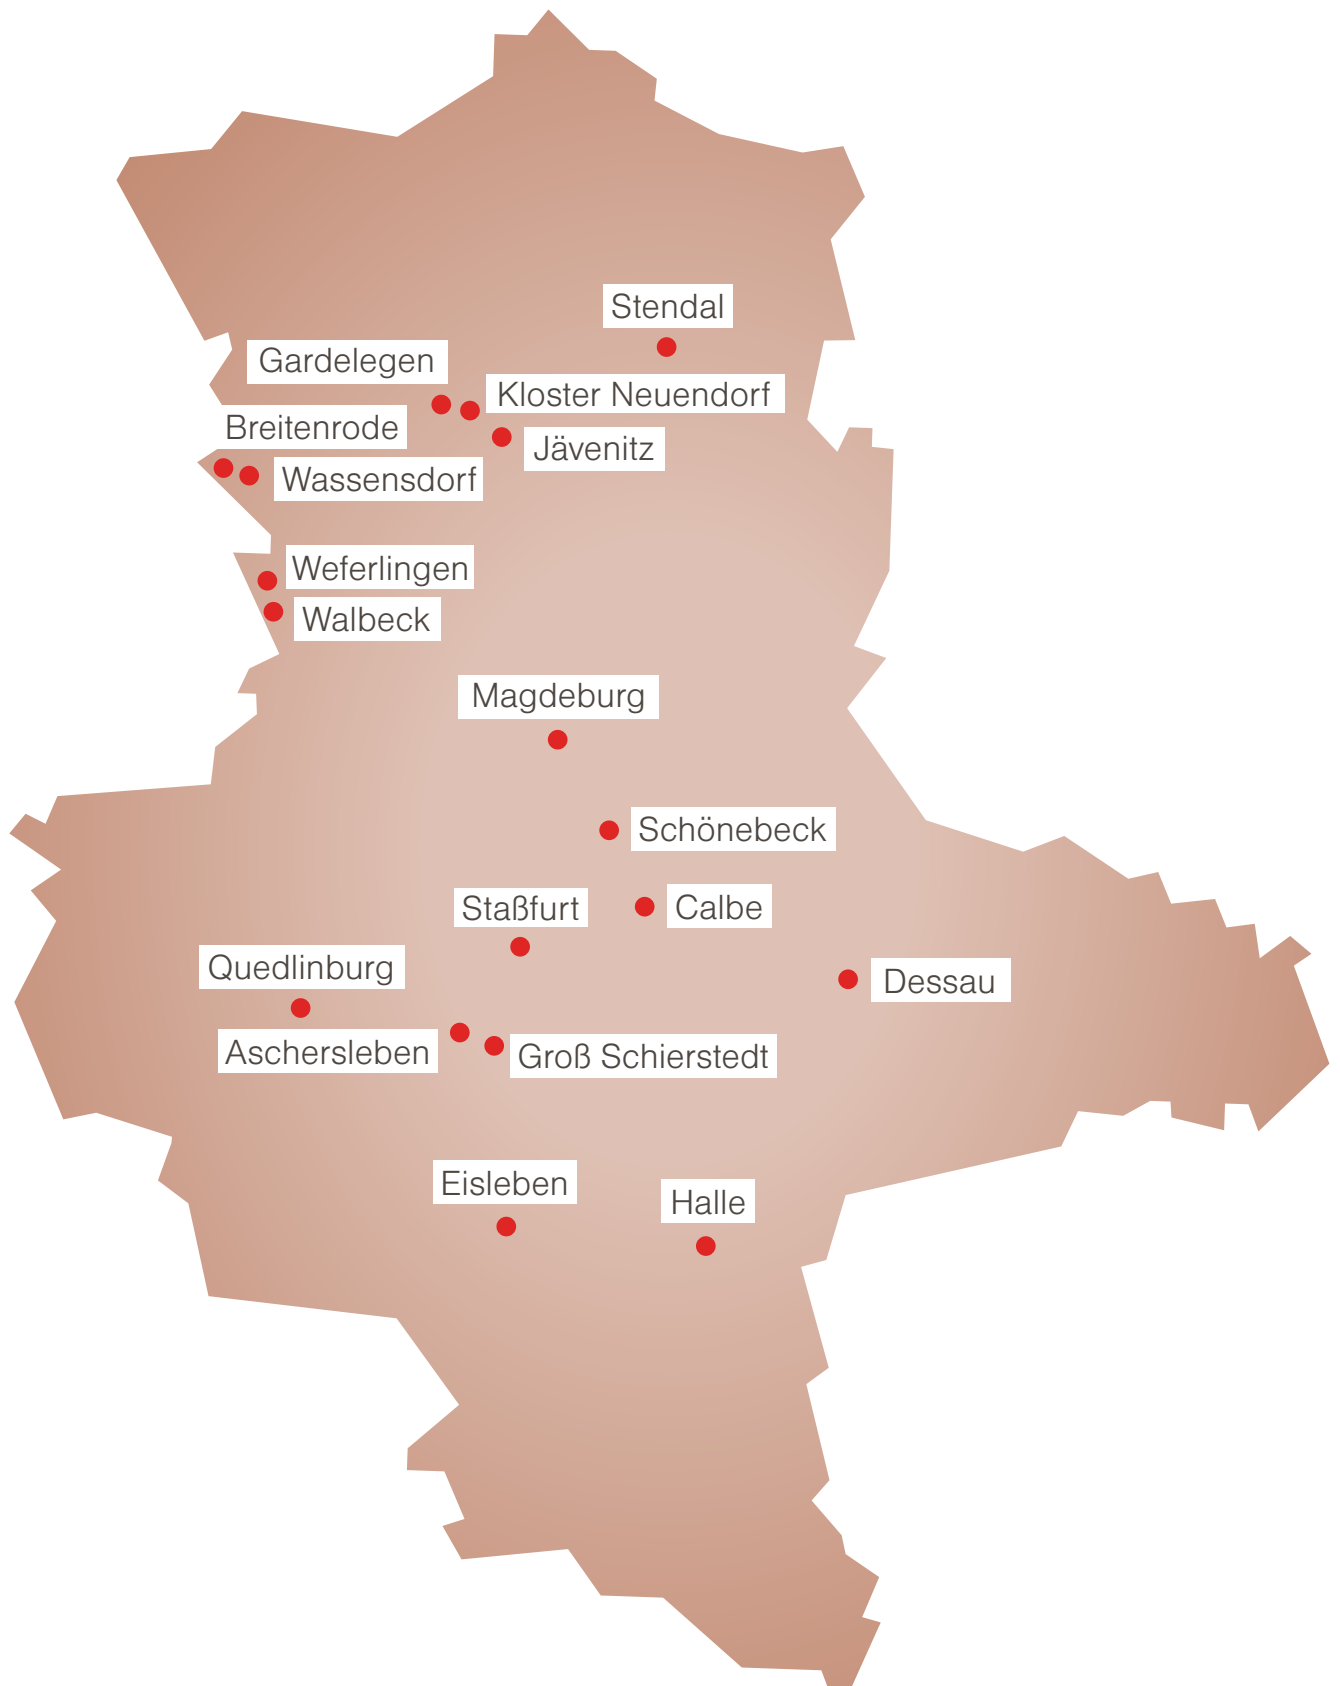 Stendal
Gardelegen
Kloster Neuendorf
Breitenrode
Jävenitz
Wassensdorf
Weferlingen
Walbeck
Magdeburg
Schönebeck
Staßfurt
Calbe
Quedlinburg
Dessau
Aschersleben
Groß Schierstedt
Eisleben
Halle